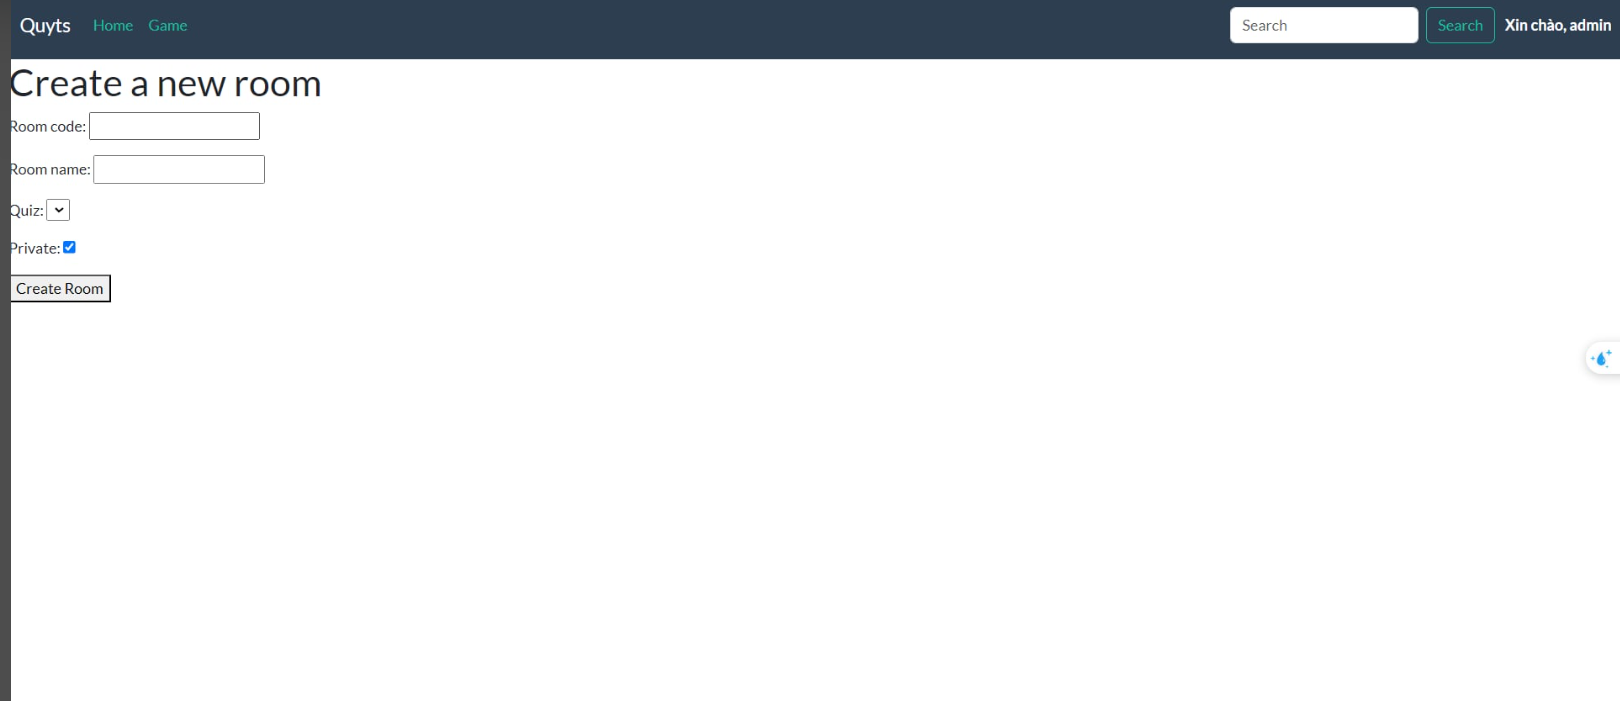 Quyts Home Game Search Search Xin chào, admin
Create a new room
Room code:
Room name:
Quiz:
Private:
Create Room